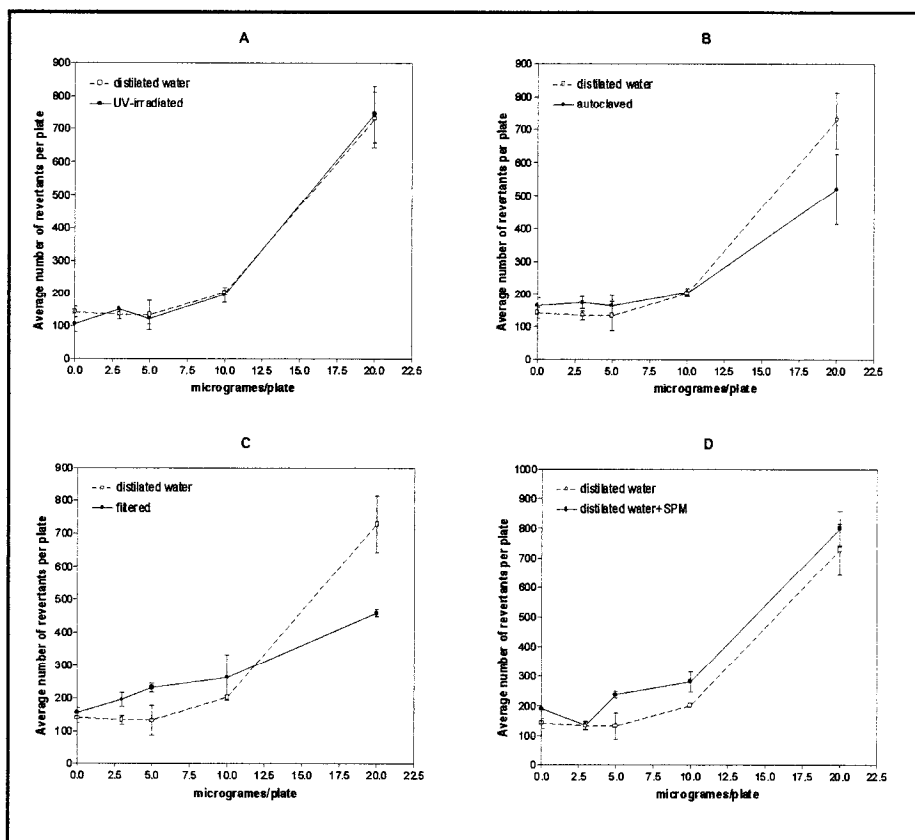 A
Average number of revertants per plate
900
800
700
600
500
400
300
200
100
0
distilated water
UV-irradiated
0.0 2.5 5.0 7.5 10.0 12.5 15.0 17.5 20.0 22.5
microgrames/plate
B
Average number of revertants per plate
900
800
700
600
500
400
300
200
100
0
distilated water
autoclaved
0.0 2.5 5.0 7.5 10.0 12.5 15.0 17.5 20.0 22.5
microgrames/plate
C
Average number of revertants per plate
900
800
700
600
500
400
300
200
100
0
distilated water
filtered
0.0 2.5 5.0 7.5 10.0 12.5 15.0 17.5 20.0 22.5
microgrames/plate
D
Average number of revertants per plate
1000
900
800
700
600
500
400
300
200
100
0
distilated water
distilated water+SPM
0.0 2.5 5.0 7.5 10.0 12.5 15.0 17.5 20.0 22.5
microgrames/plate